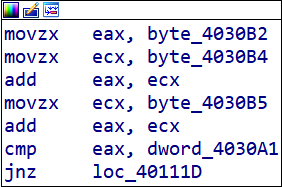 movzx   eax, byte_4030B2
movzx   ecx, byte_4030B4
add     eax, ecx
movzx   ecx, byte_4030B5
add     eax, ecx
cmp     eax, dword_4030A1
jnz     loc_40111D